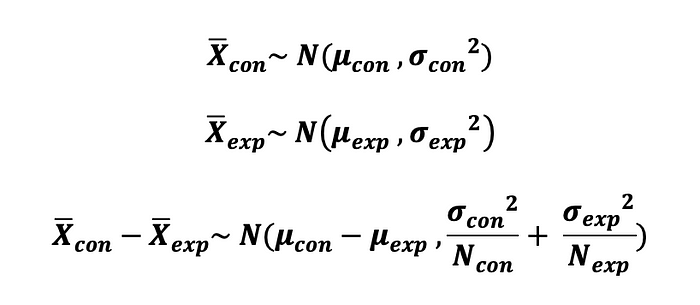 X̅_con ~ N(μ_con , σ_con²)
X̅_exp ~ N(μ_exp , σ_exp²)
X̅_con − X̅_exp ~ N(μ_con − μ_exp , σ_con²/N_con + σ_exp²/N_exp)